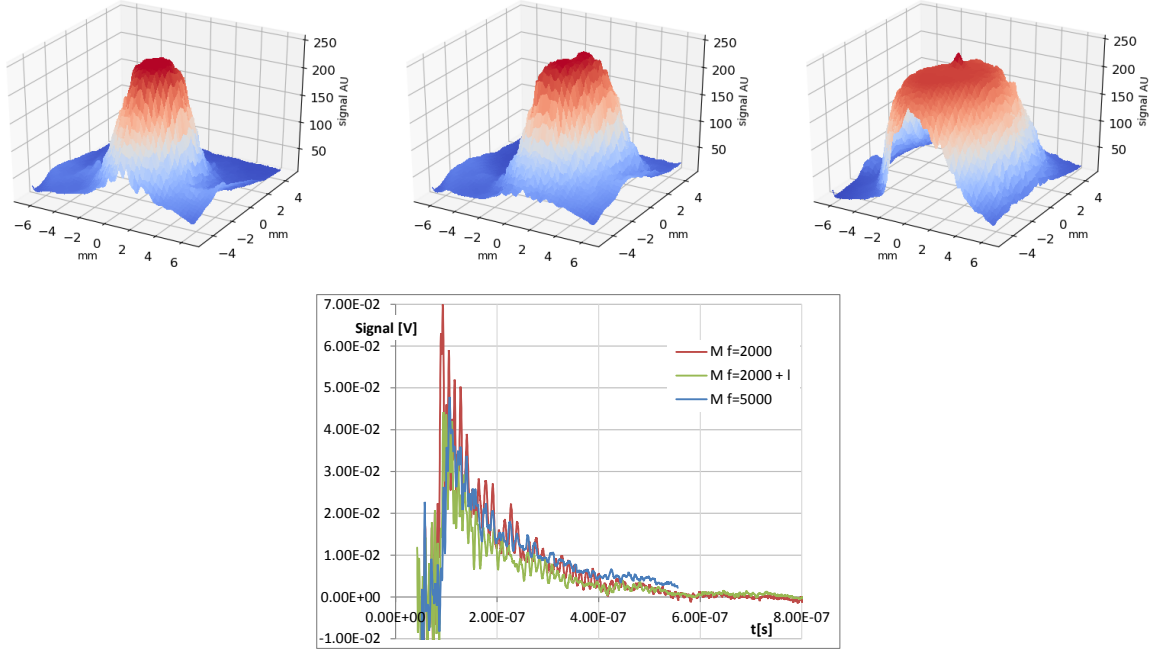 250
200
150
100
50
signal AU
−6
−4
−2
0
2
4
6
mm
−4
−2
0
2
4
mm
250
200
150
100
50
signal AU
−6
−4
−2
0
2
4
6
mm
−4
−2
0
2
4
mm
250
200
150
100
50
signal AU
−6
−4
−2
0
2
4
6
mm
−4
−2
0
2
4
mm
7.00E-02
Signal [V]
6.00E-02
5.00E-02
4.00E-02
3.00E-02
2.00E-02
1.00E-02
0.00E+00
-1.00E-02
M f=2000
M f=2000 + l
M f=5000
0.00E+00 2.00E-07 4.00E-07 6.00E-07 8.00E-07
t[s]